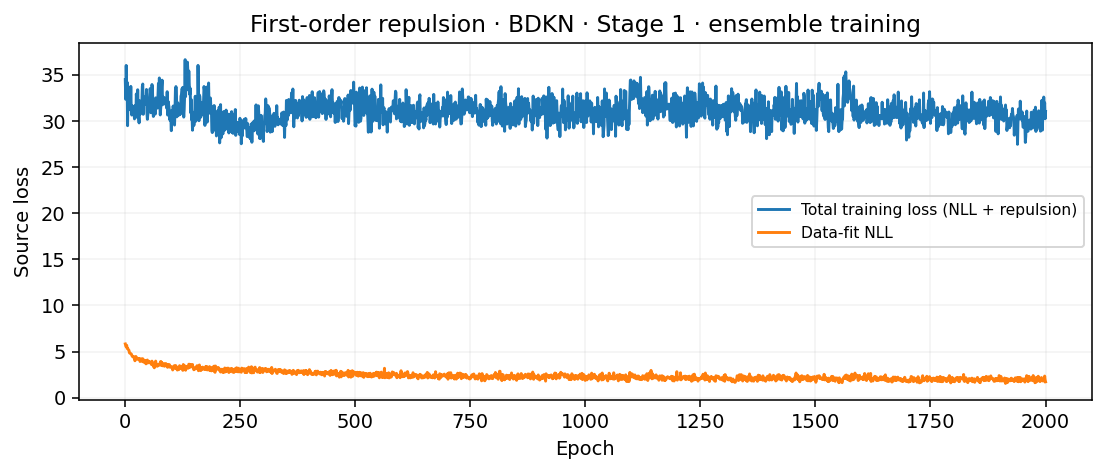 First-order repulsion · BDKN · Stage 1 · ensemble training
Source loss
35
30
25
20
15
10
5
0
Total training loss (NLL + repulsion)
Data-fit NLL
0 250 500 750 1000 1250 1500 1750 2000
Epoch